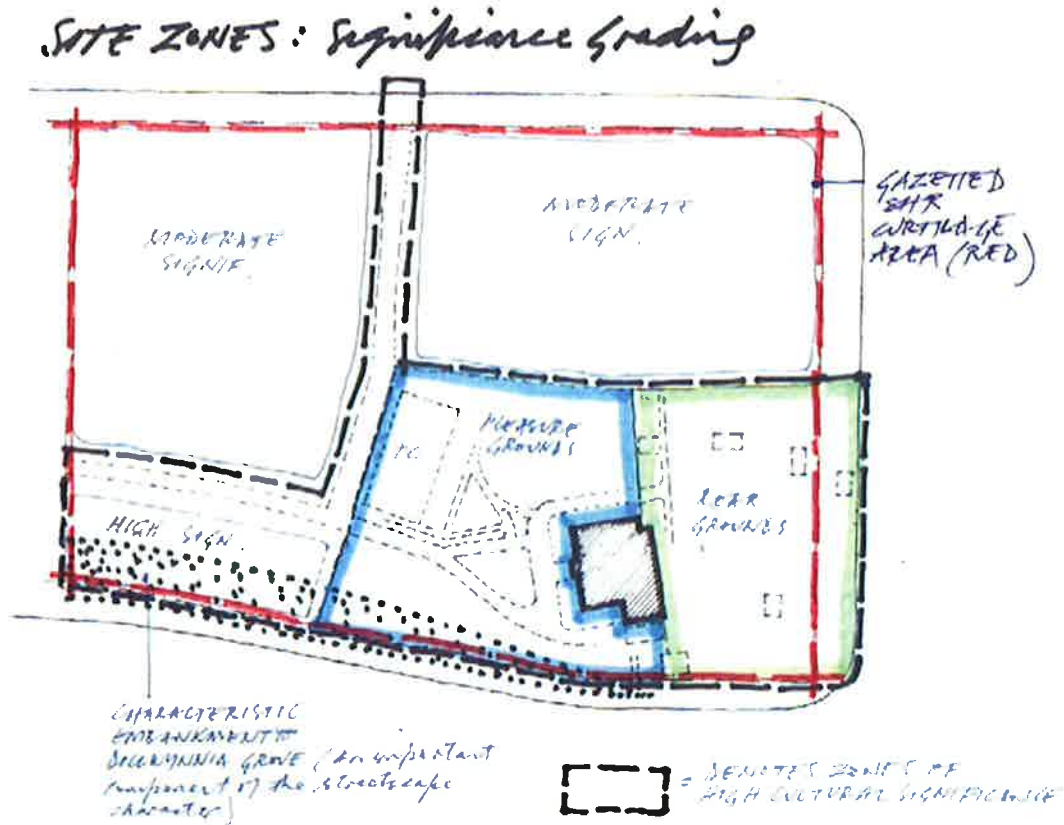 SITE ZONES: Significance Grading
GAZETTED
SHR
CURTILAGE
AREA (RED)
MODERATE
SIGNIF.
MODERATE
SIGN.
PLEASURE
GROUNDS
T.C.
REAR
GROUNDS
HIGH SIGN.
CHARACTERISTIC
EMBANKMENT
GROVE (an important
component of the streetscape
character)
= DENOTES ZONES OF
HIGH CULTURAL SIGNIFICANCE